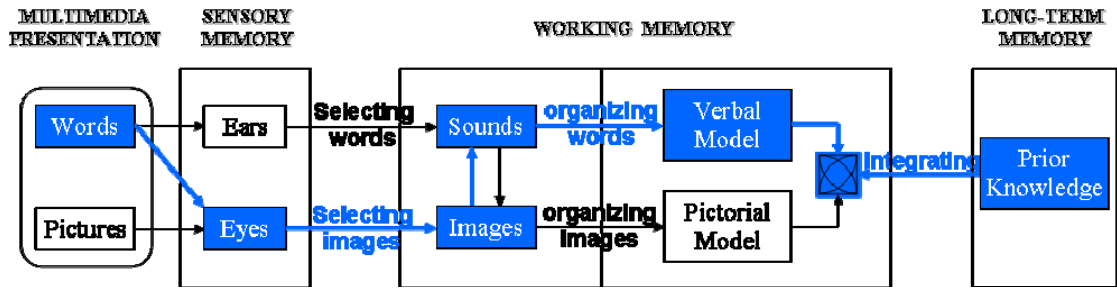 MULTIMEDIA
PRESENTATION
SENSORY
MEMORY
WORKING MEMORY
LONG-TERM
MEMORY
Words
Pictures
Ears
Eyes
Selecting
words
Selecting
images
Sounds
Images
organizing
words
organizing
images
Verbal
Model
Pictorial
Model
Integrating
Prior
Knowledge